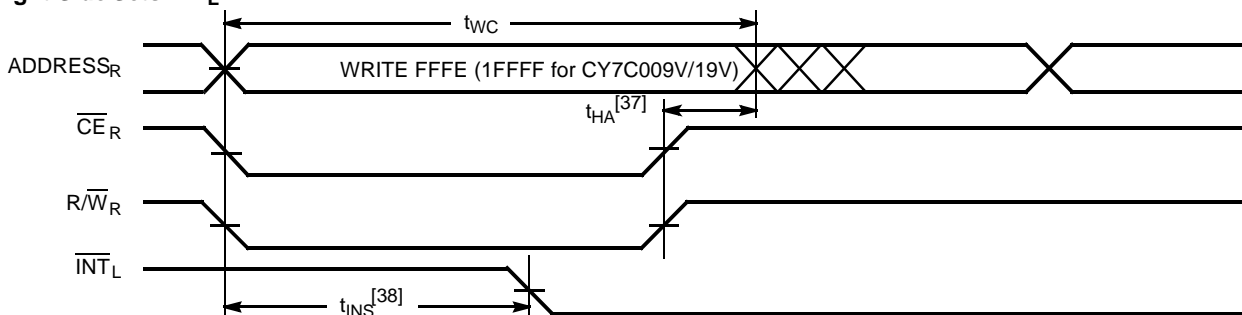 tWC
ADDRESSR
WRITE FFFE (1FFFF for CY7C009V/19V)
tHA[37]
CER
R/WR
INTL
tINS[38]